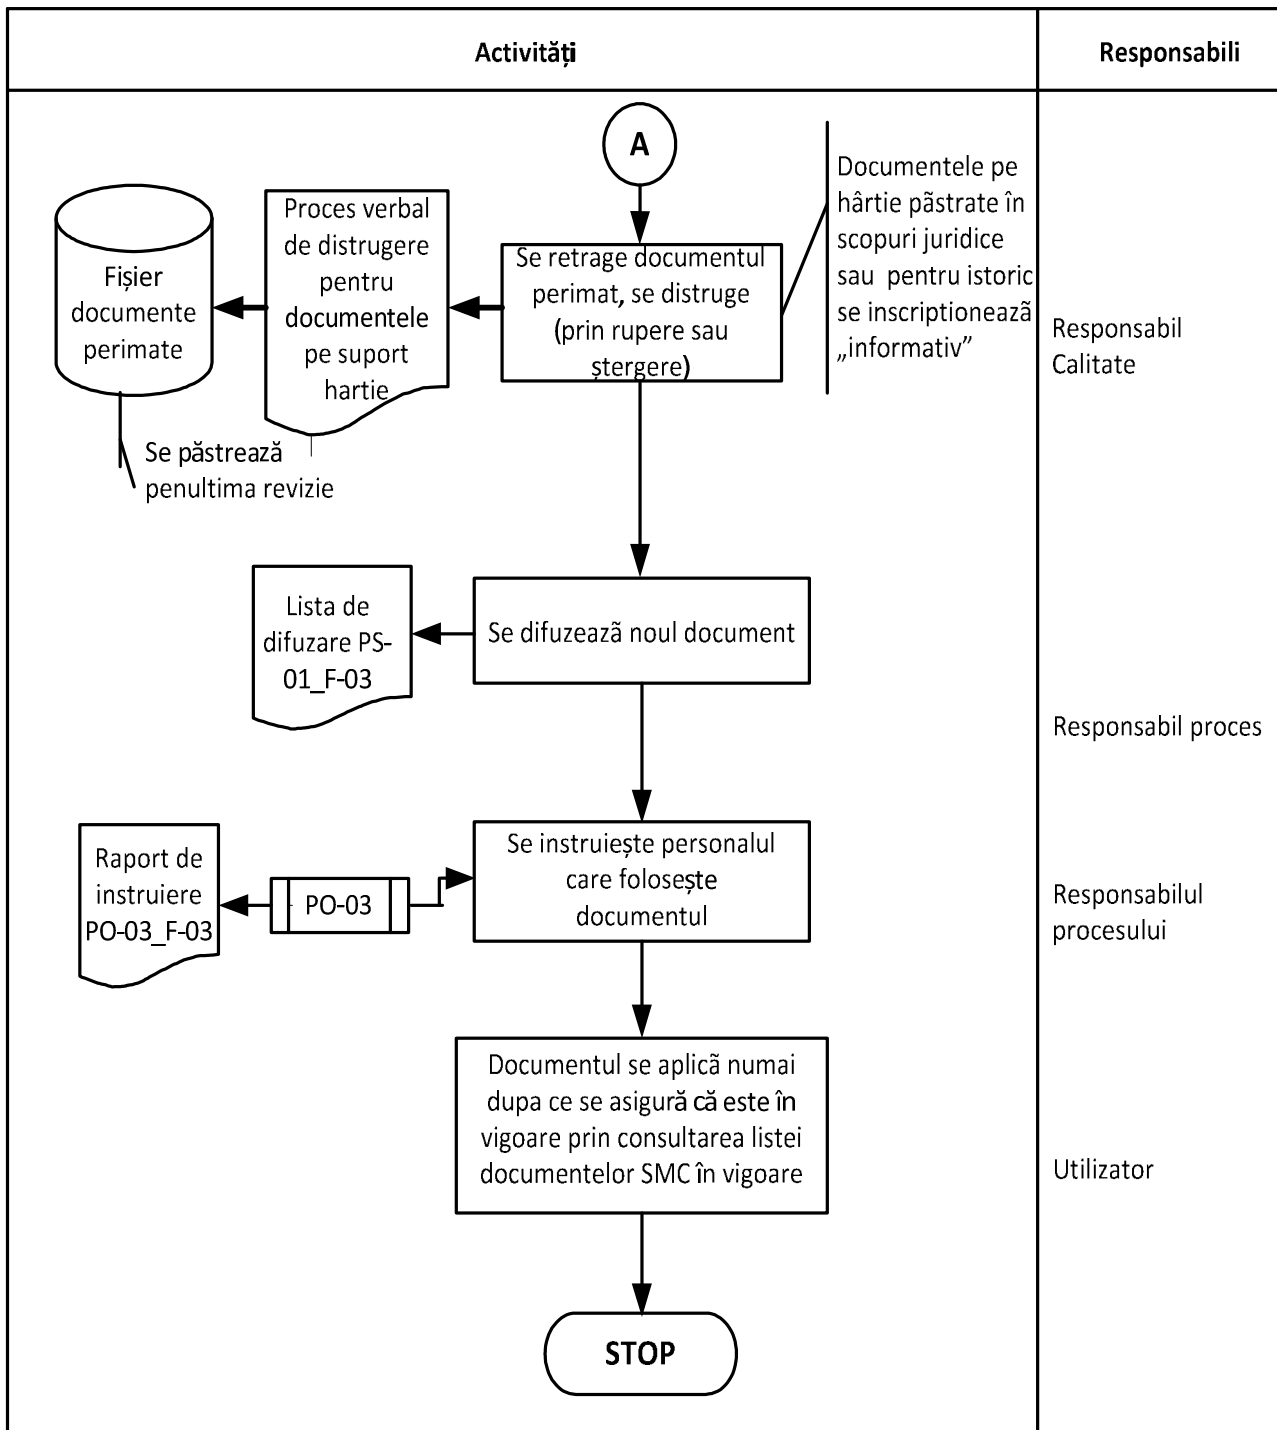 Activități
Responsabili
A
Documentele pe
hârtie pãstrate în
scopuri juridice
sau pentru istoric
se inscriptioneazã
„informativ”
Se retrage documentul
perimat, se distruge
(prin rupere sau
ștergere)
Proces verbal
de distrugere
pentru
documentele
pe suport
hartie
Fișier
documente
perimate
Se păstrează
penultima revizie
Responsabil
Calitate
Se difuzeazã noul document
Lista de
difuzare PS-
01_F-03
Responsabil proces
Se instruiește personalul
care folosește
documentul
PO-03
Raport de
instruiere
PO-03_F-03
Responsabilul
procesului
Documentul se aplicã numai
dupa ce se asigură că este în
vigoare prin consultarea listei
documentelor SMC în vigoare
Utilizator
STOP